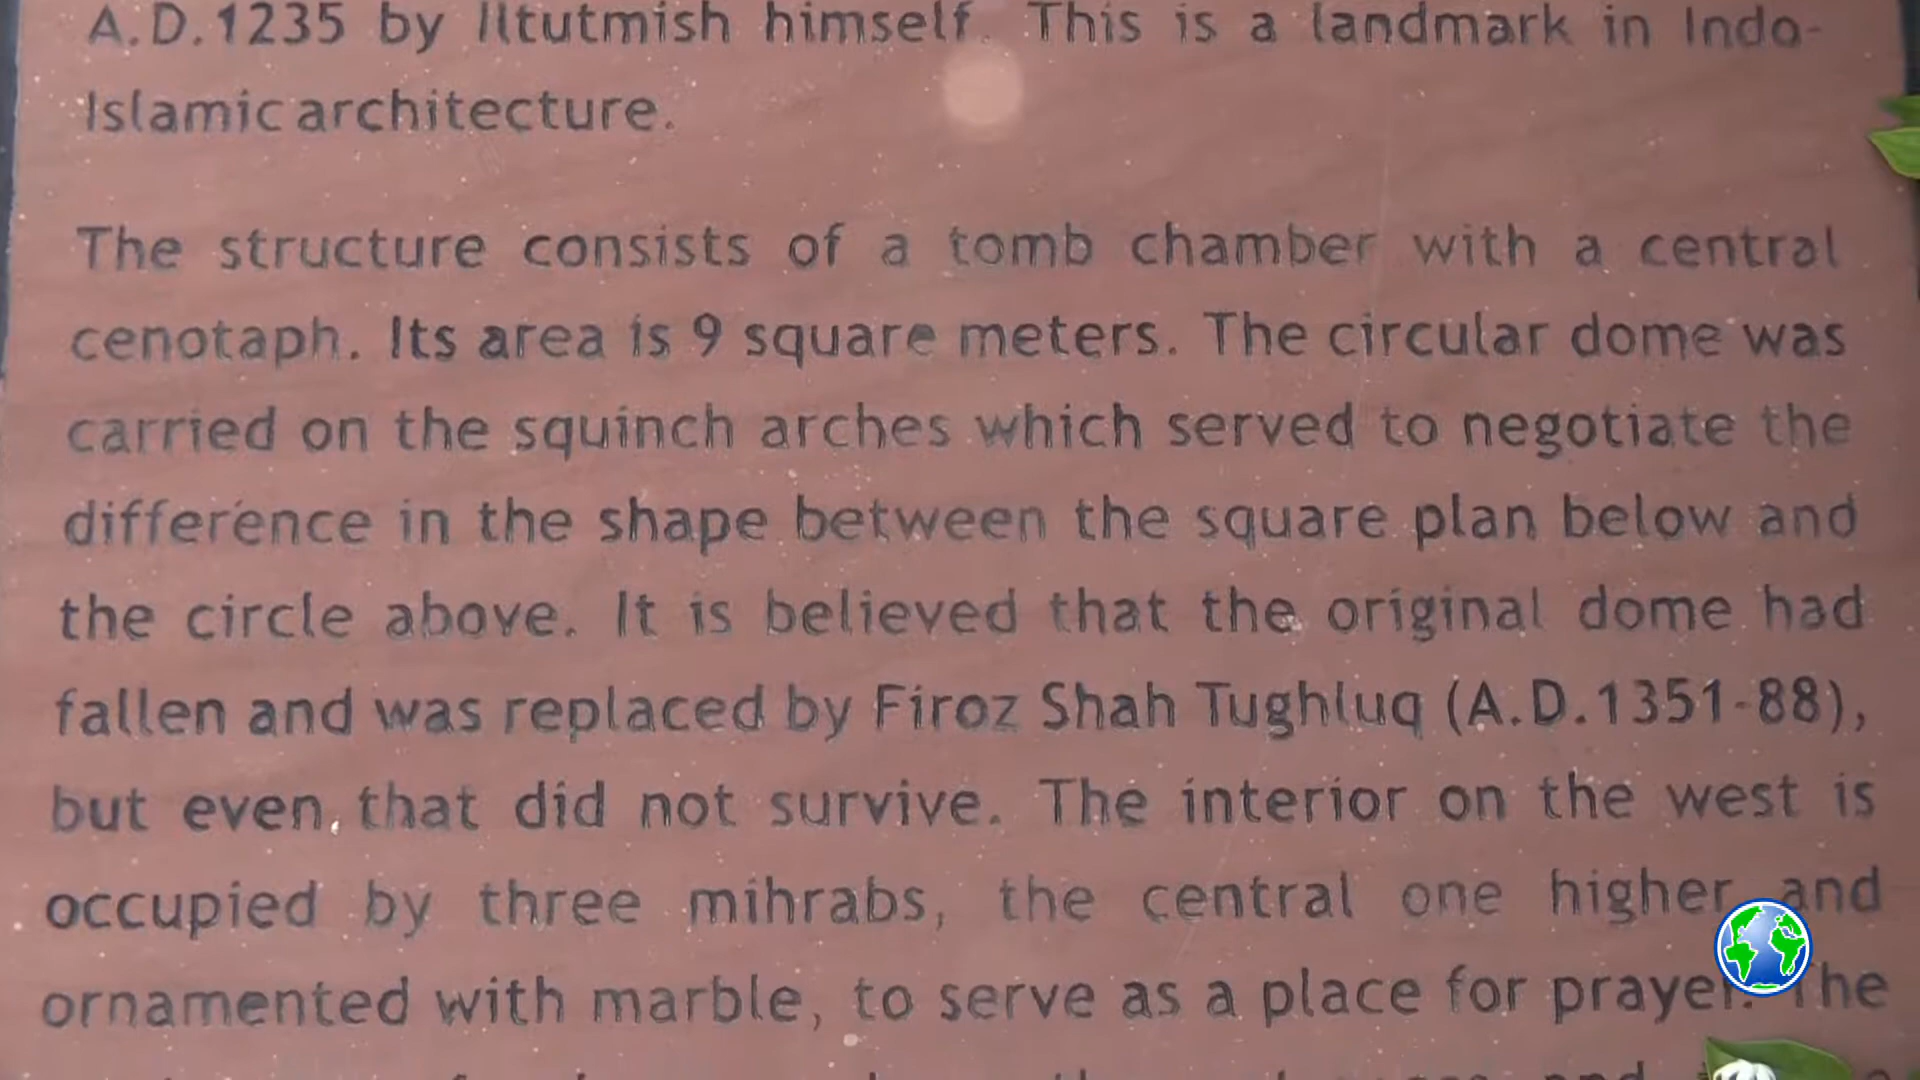 A.D.1235 by Iltutmish himself. This is a landmark in Indo-
Islamic architecture.
The structure consists of a tomb chamber with a central
cenotaph. Its area is 9 square meters. The circular dome was
carried on the squinch arches which served to negotiate the
difference in the shape between the square plan below and
the circle above. It is believed that the original dome had
fallen and was replaced by Firoz Shah Tughluq (A.D.1351-88),
but even that did not survive. The interior on the west is
occupied by three mihrabs, the central one higher and
ornamented with marble, to serve as a place for prayer. The